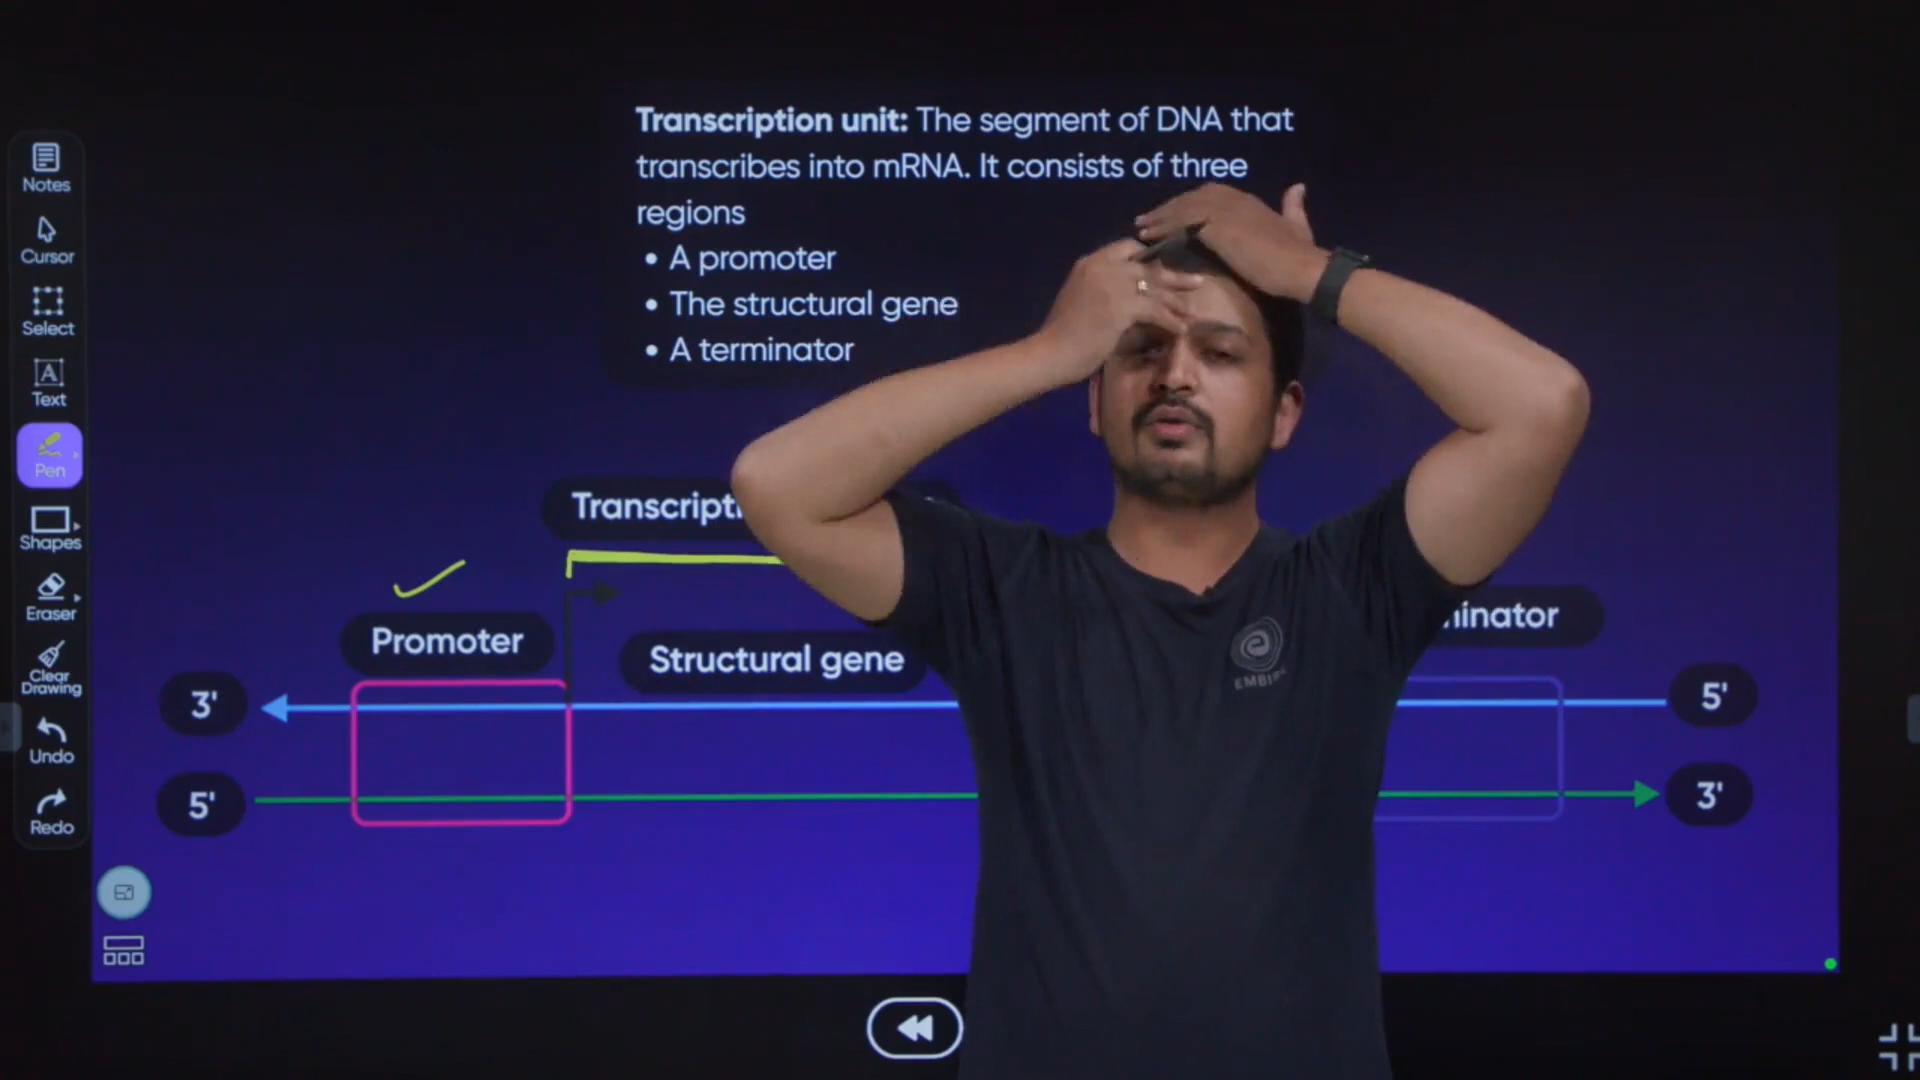 Transcription unit: The segment of DNA that
transcribes into mRNA. It consists of three
regions
• A promoter
• The structural gene
• A terminator
Notes
Cursor
Select
A
Text
Pen
Shapes
Eraser
Clear
Drawing
Undo
Redo
Promoter
Structural gene
3'
5'
5'
3'